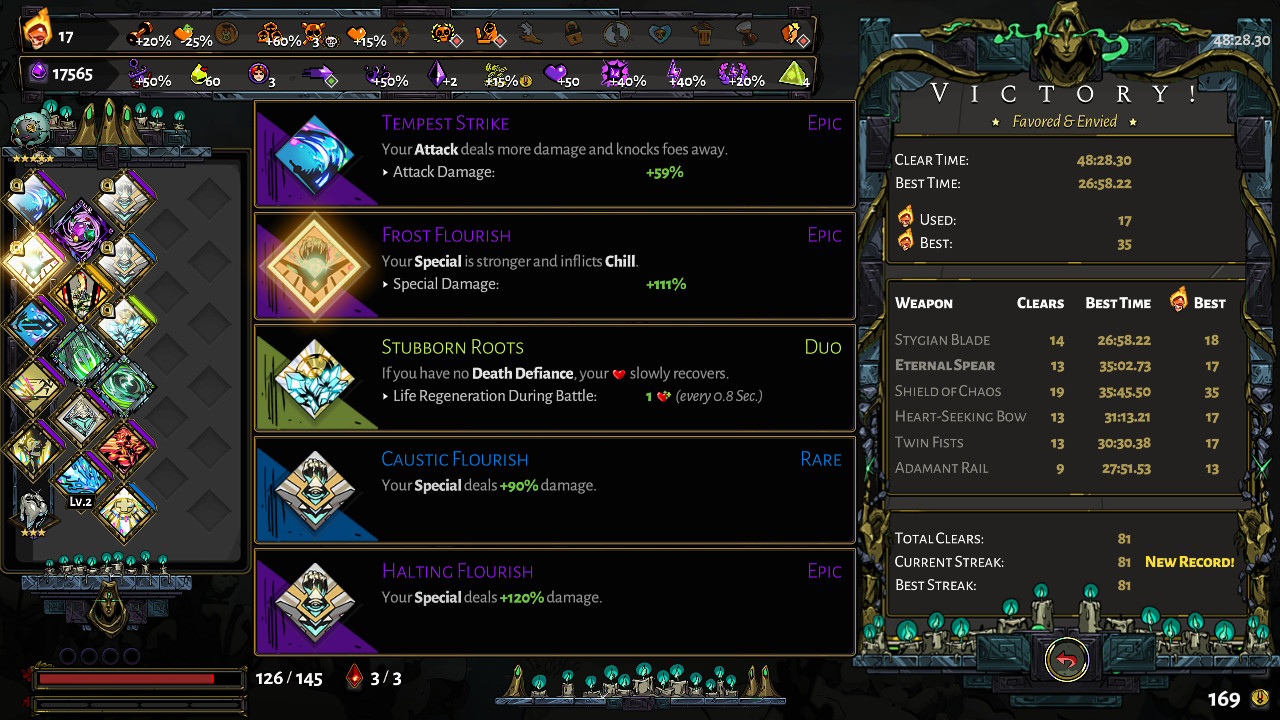 17
+20%
25%
+60%
3
+15%
17565
+50%
60
3
+50%
+2
+15%
+50
+40%
+40%
+20%
4
Lv.2
TEMPEST STRIKE
EPIC
Your Attack deals more damage and knocks foes away.
Attack Damage: +59%
FROST FLOURISH
EPIC
Your Special is stronger and inflicts Chill.
Special Damage: +111%
STUBBORN ROOTS
DUO
If you have no Death Defiance, your slowly recovers.
Life Regeneration During Battle: 1 (every 0.8 Sec.)
CAUSTIC FLOURISH
RARE
Your Special deals +90% damage.
HALTING FLOURISH
EPIC
Your Special deals +120% damage.
126 / 145
3 / 3
48:28.30
VICTORY!
Favored & Envied
CLEAR TIME: 48:28.30
BEST TIME: 26:58.22
USED: 17
BEST: 35
WEAPON CLEARS BEST TIME BEST
STYGIAN BLADE 14 26:58.22 18
ETERNAL SPEAR 13 35:02.73 17
SHIELD OF CHAOS 19 35:45.50 35
HEART-SEEKING BOW 13 31:13.21 17
TWIN FISTS 13 30:30.38 17
ADAMANT RAIL 9 27:51.53 13
TOTAL CLEARS: 81
CURRENT STREAK: 81 NEW RECORD!
BEST STREAK: 81
169